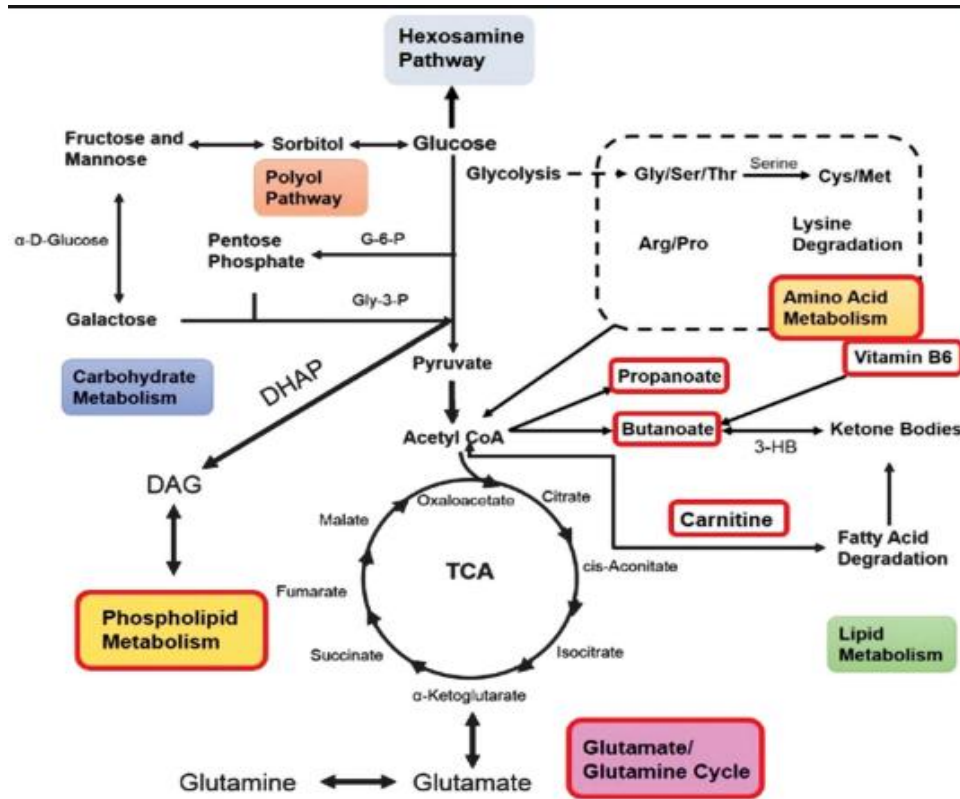 Hexosamine
Pathway
Fructose and
Mannose
Sorbitol
Glucose
Polyol
Pathway
Glycolysis
Gly/Ser/Thr
Serine
Cys/Met
α-D-Glucose
Pentose
Phosphate
G-6-P
Arg/Pro
Lysine
Degradation
Galactose
Gly-3-P
Amino Acid
Metabolism
Carbohydrate
Metabolism
DHAP
Pyruvate
Vitamin B6
Propanoate
Acetyl CoA
Butanoate
3-HB
Ketone Bodies
DAG
Oxaloacetate
Citrate
Malate
Carnitine
Fatty Acid
Degradation
TCA
cis-Aconitate
Fumarate
Phospholipid
Metabolism
Succinate
Isocitrate
Lipid
Metabolism
α-Ketoglutarate
Glutamate/
Glutamine Cycle
Glutamine
Glutamate